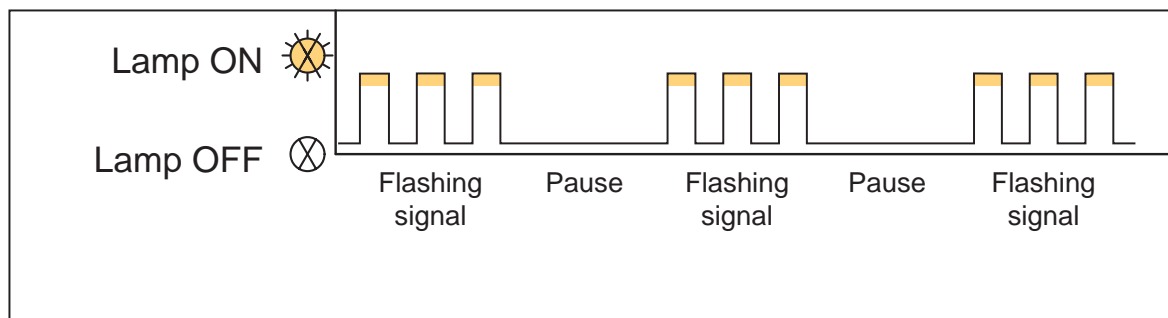 Lamp ON
Lamp OFF
Flashing
signal
Pause
Flashing
signal
Pause
Flashing
signal